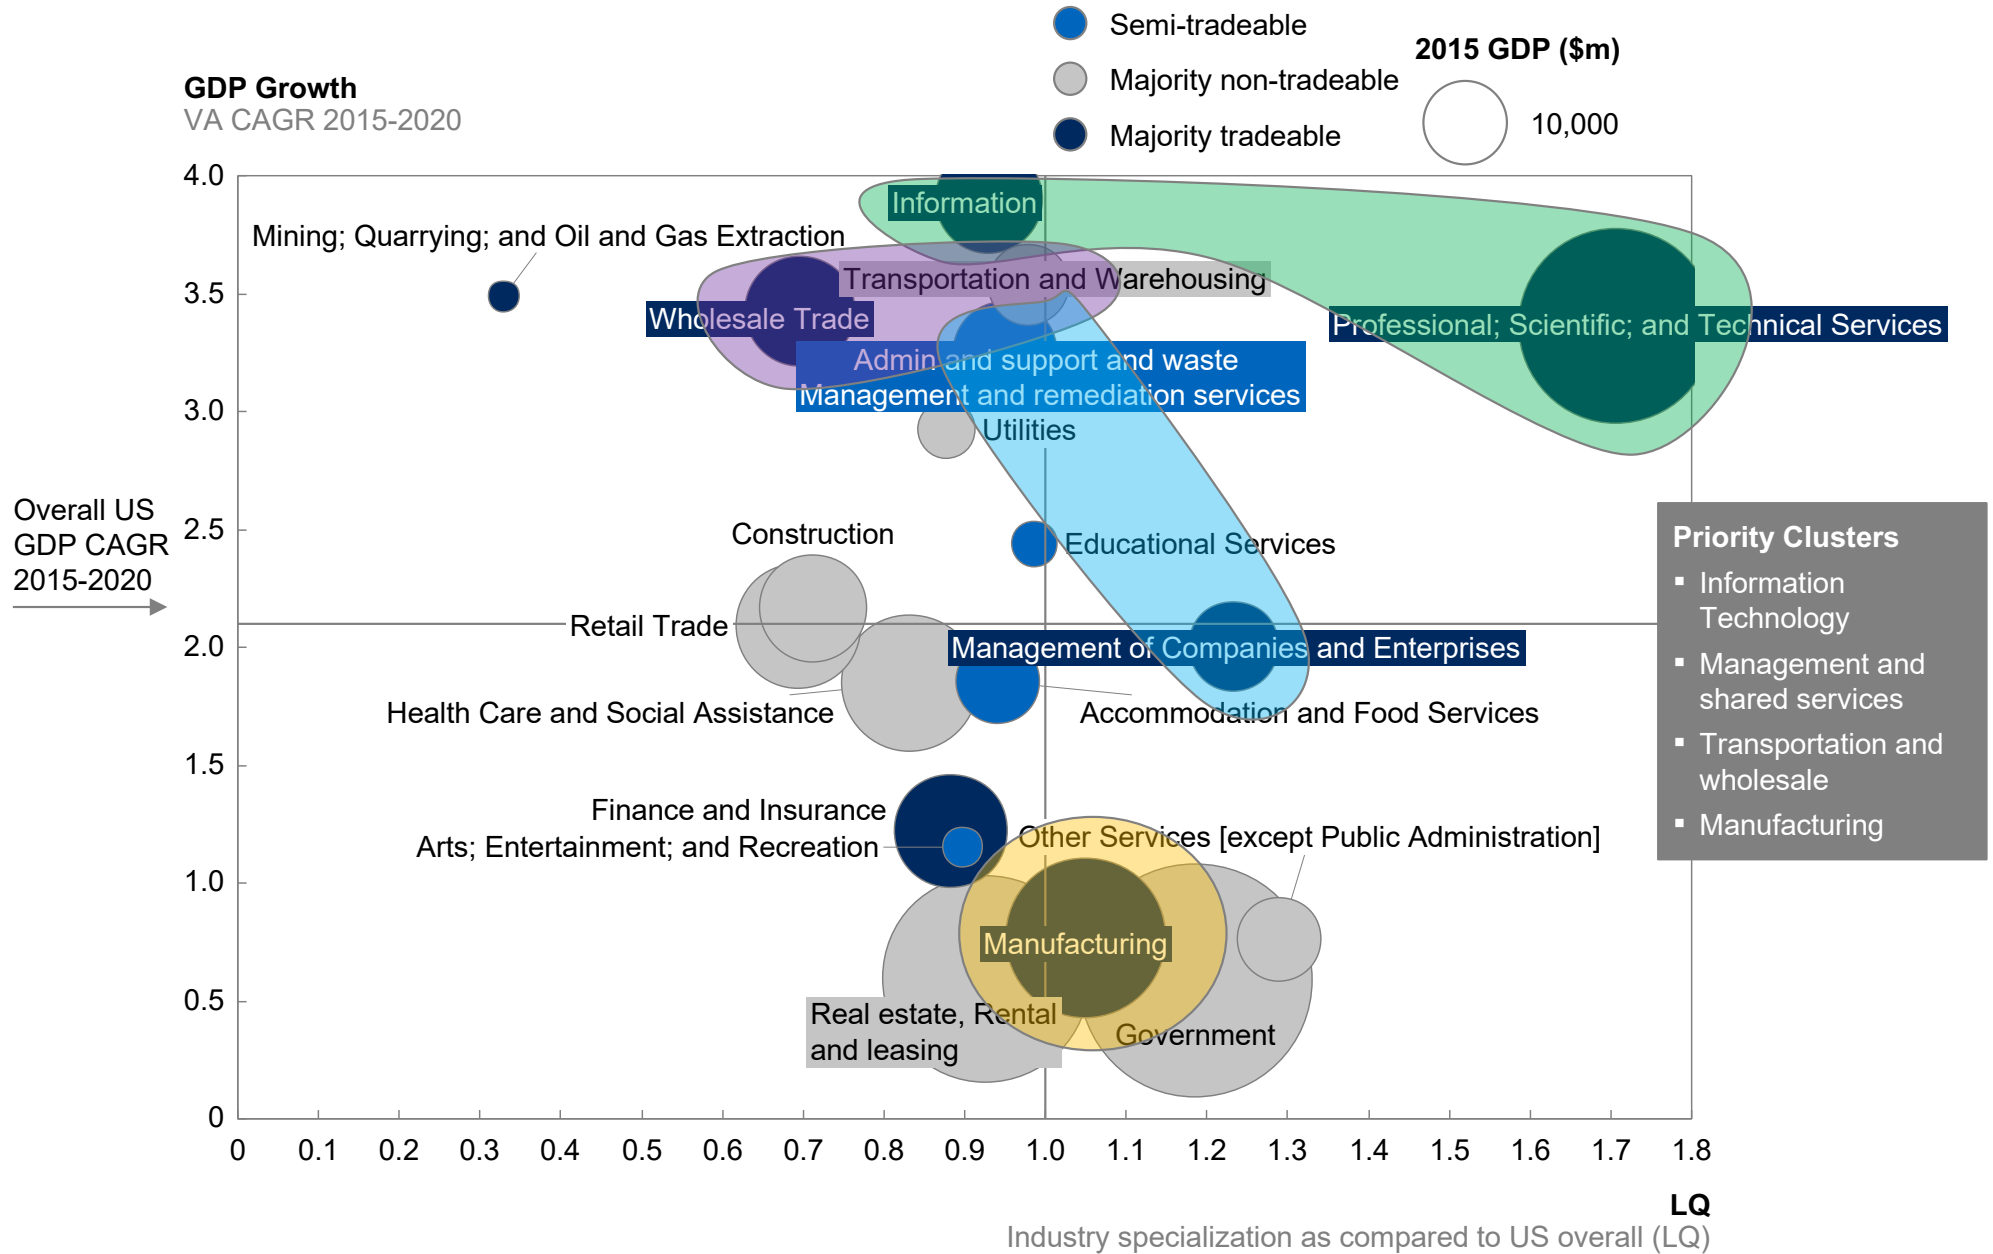 Semi-tradeable
Majority non-tradeable
Majority tradeable
2015 GDP ($m)
10,000
GDP Growth
VA CAGR 2015-2020
4.0
3.5
3.0
2.5
2.0
1.5
1.0
0.5
0
Information
Mining; Quarrying; and Oil and Gas Extraction
Transportation and Warehousing
Wholesale Trade
Professional; Scientific; and Technical Services
Admin and support and waste
Management and remediation services
Utilities
Overall US
GDP CAGR
2015-2020
Construction
Educational Services
Retail Trade
Management of Companies and Enterprises
Health Care and Social Assistance
Accommodation and Food Services
Finance and Insurance
Arts; Entertainment; and Recreation
Other Services [except Public Administration]
Manufacturing
Real estate, Rental
and leasing
Government
Priority Clusters
▪ Information
Technology
▪ Management and
shared services
▪ Transportation and
wholesale
▪ Manufacturing
0 0.1 0.2 0.3 0.4 0.5 0.6 0.7 0.8 0.9 1.0 1.1 1.2 1.3 1.4 1.5 1.6 1.7 1.8
LQ
Industry specialization as compared to US overall (LQ)